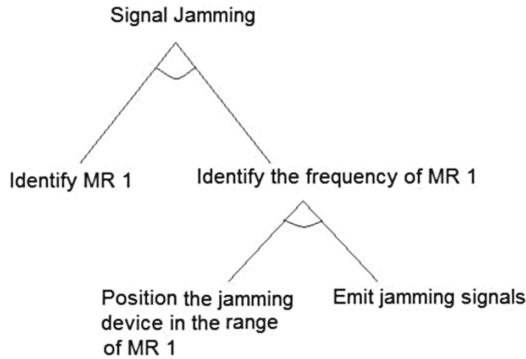 Signal Jamming
Identify MR 1
Identify the frequency of MR 1
Position the jamming
device in the range
of MR 1
Emit jamming signals